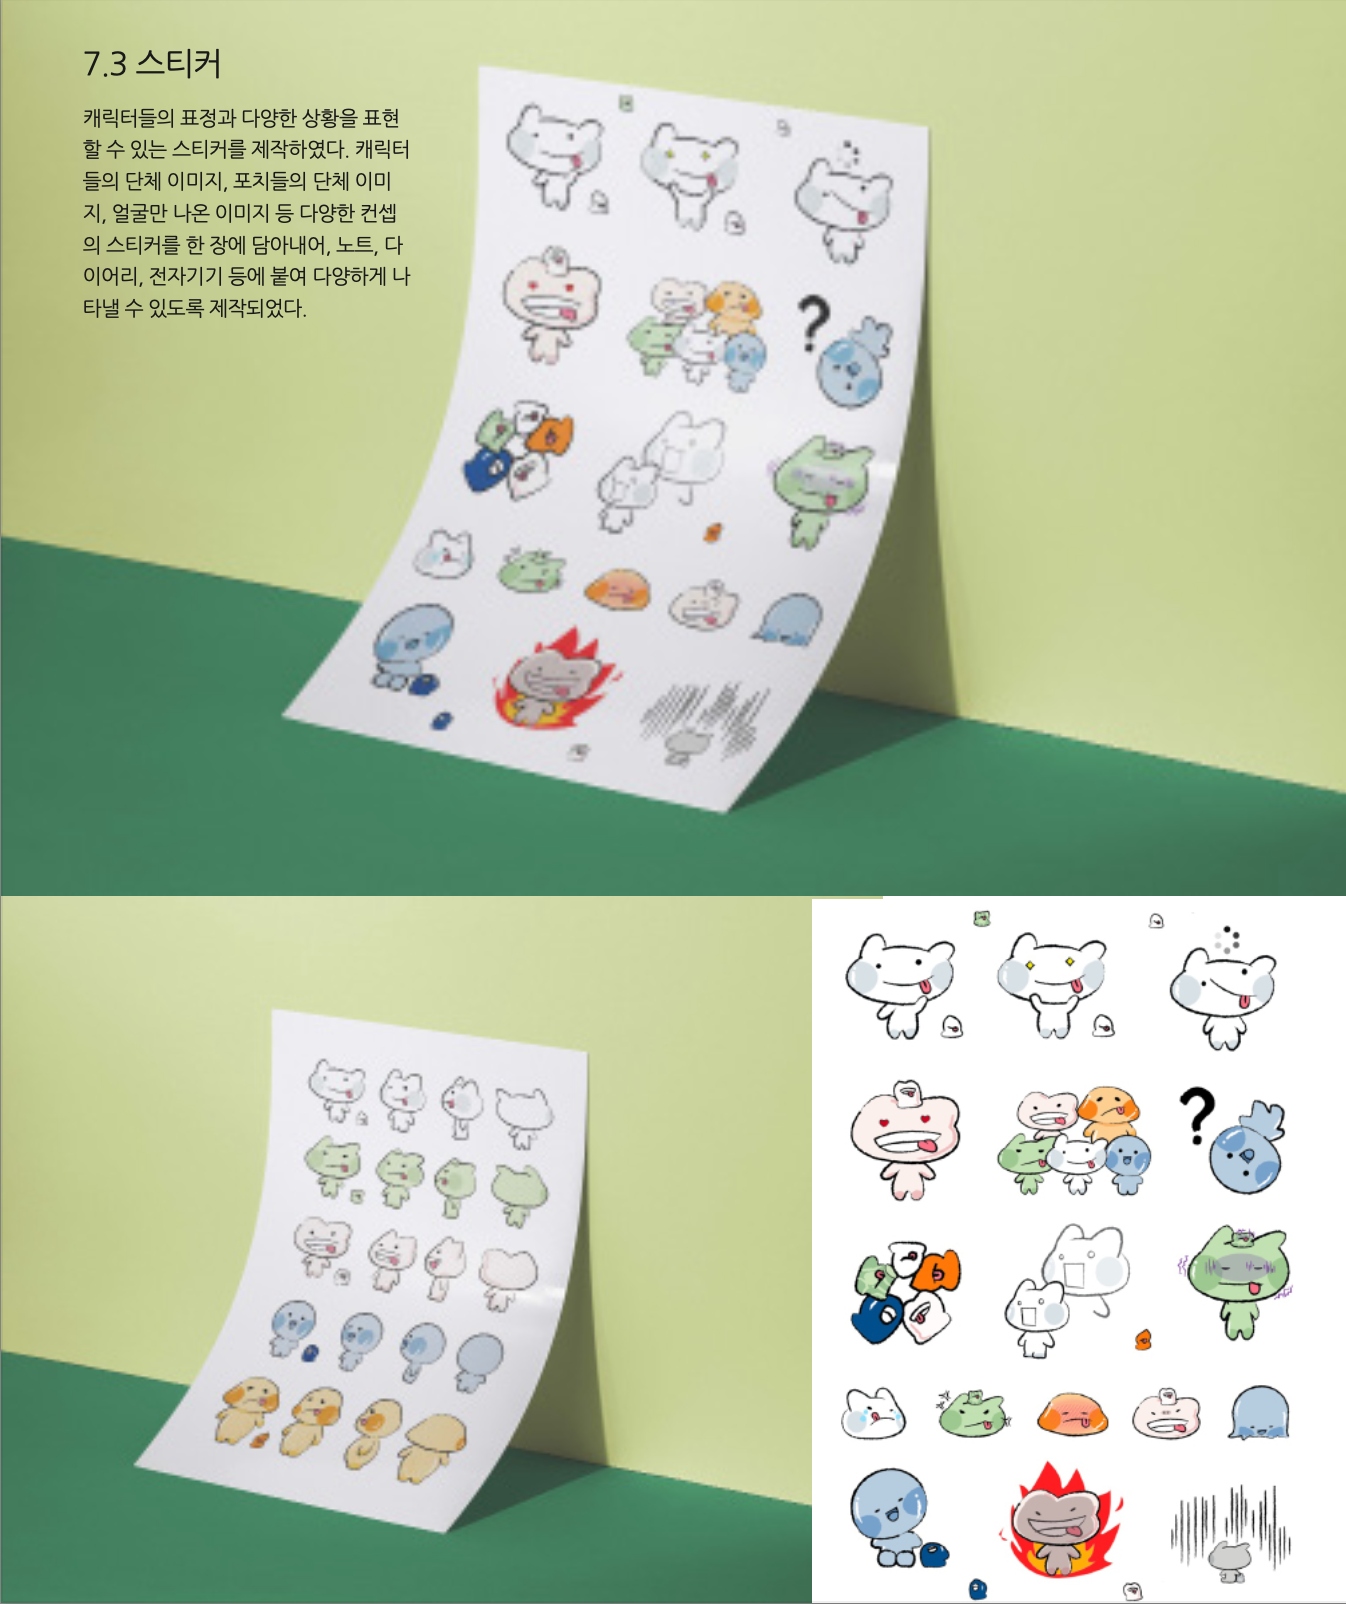 7.3 스티커
캐릭터들의 표정과 다양한 상황을 표현
할 수 있는 스티커를 제작하였다. 캐릭터
들의 단체 이미지, 포치들의 단체 이미
지, 얼굴만 나온 이미지 등 다양한 컨셉
의 스티커를 한 장에 담아내어, 노트, 다
이어리, 전자기기 등에 붙여 다양하게 나
타낼 수 있도록 제작되었다.
?
?